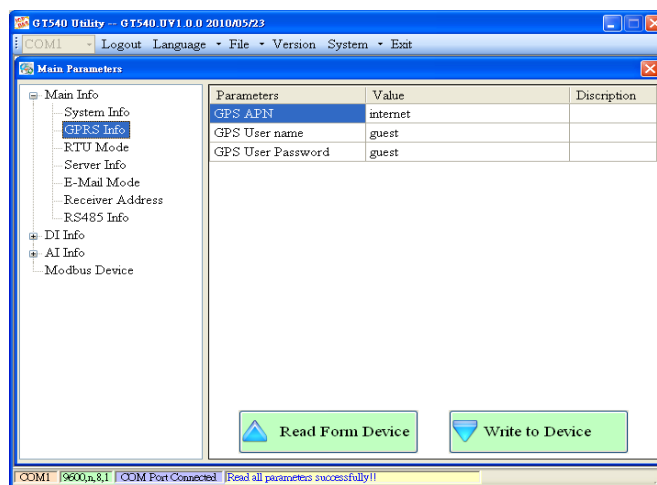 GT540 Utility -- GT540.UV1.0.0 2010/05/23
COM1 Logout Language File Version System Exit
Main Parameters
Main Info
System Info
GPRS Info
RTU Mode
Server Info
E-Mail Mode
Receiver Address
RS485 Info
DI Info
AI Info
Modbus Device
Parameters Value Discription
GPS APN internet
GPS User name guest
GPS User Password guest
Read Form Device Write to Device
COM1 9600,n,8,1 COM Port Connected Read all parameters successfully!!